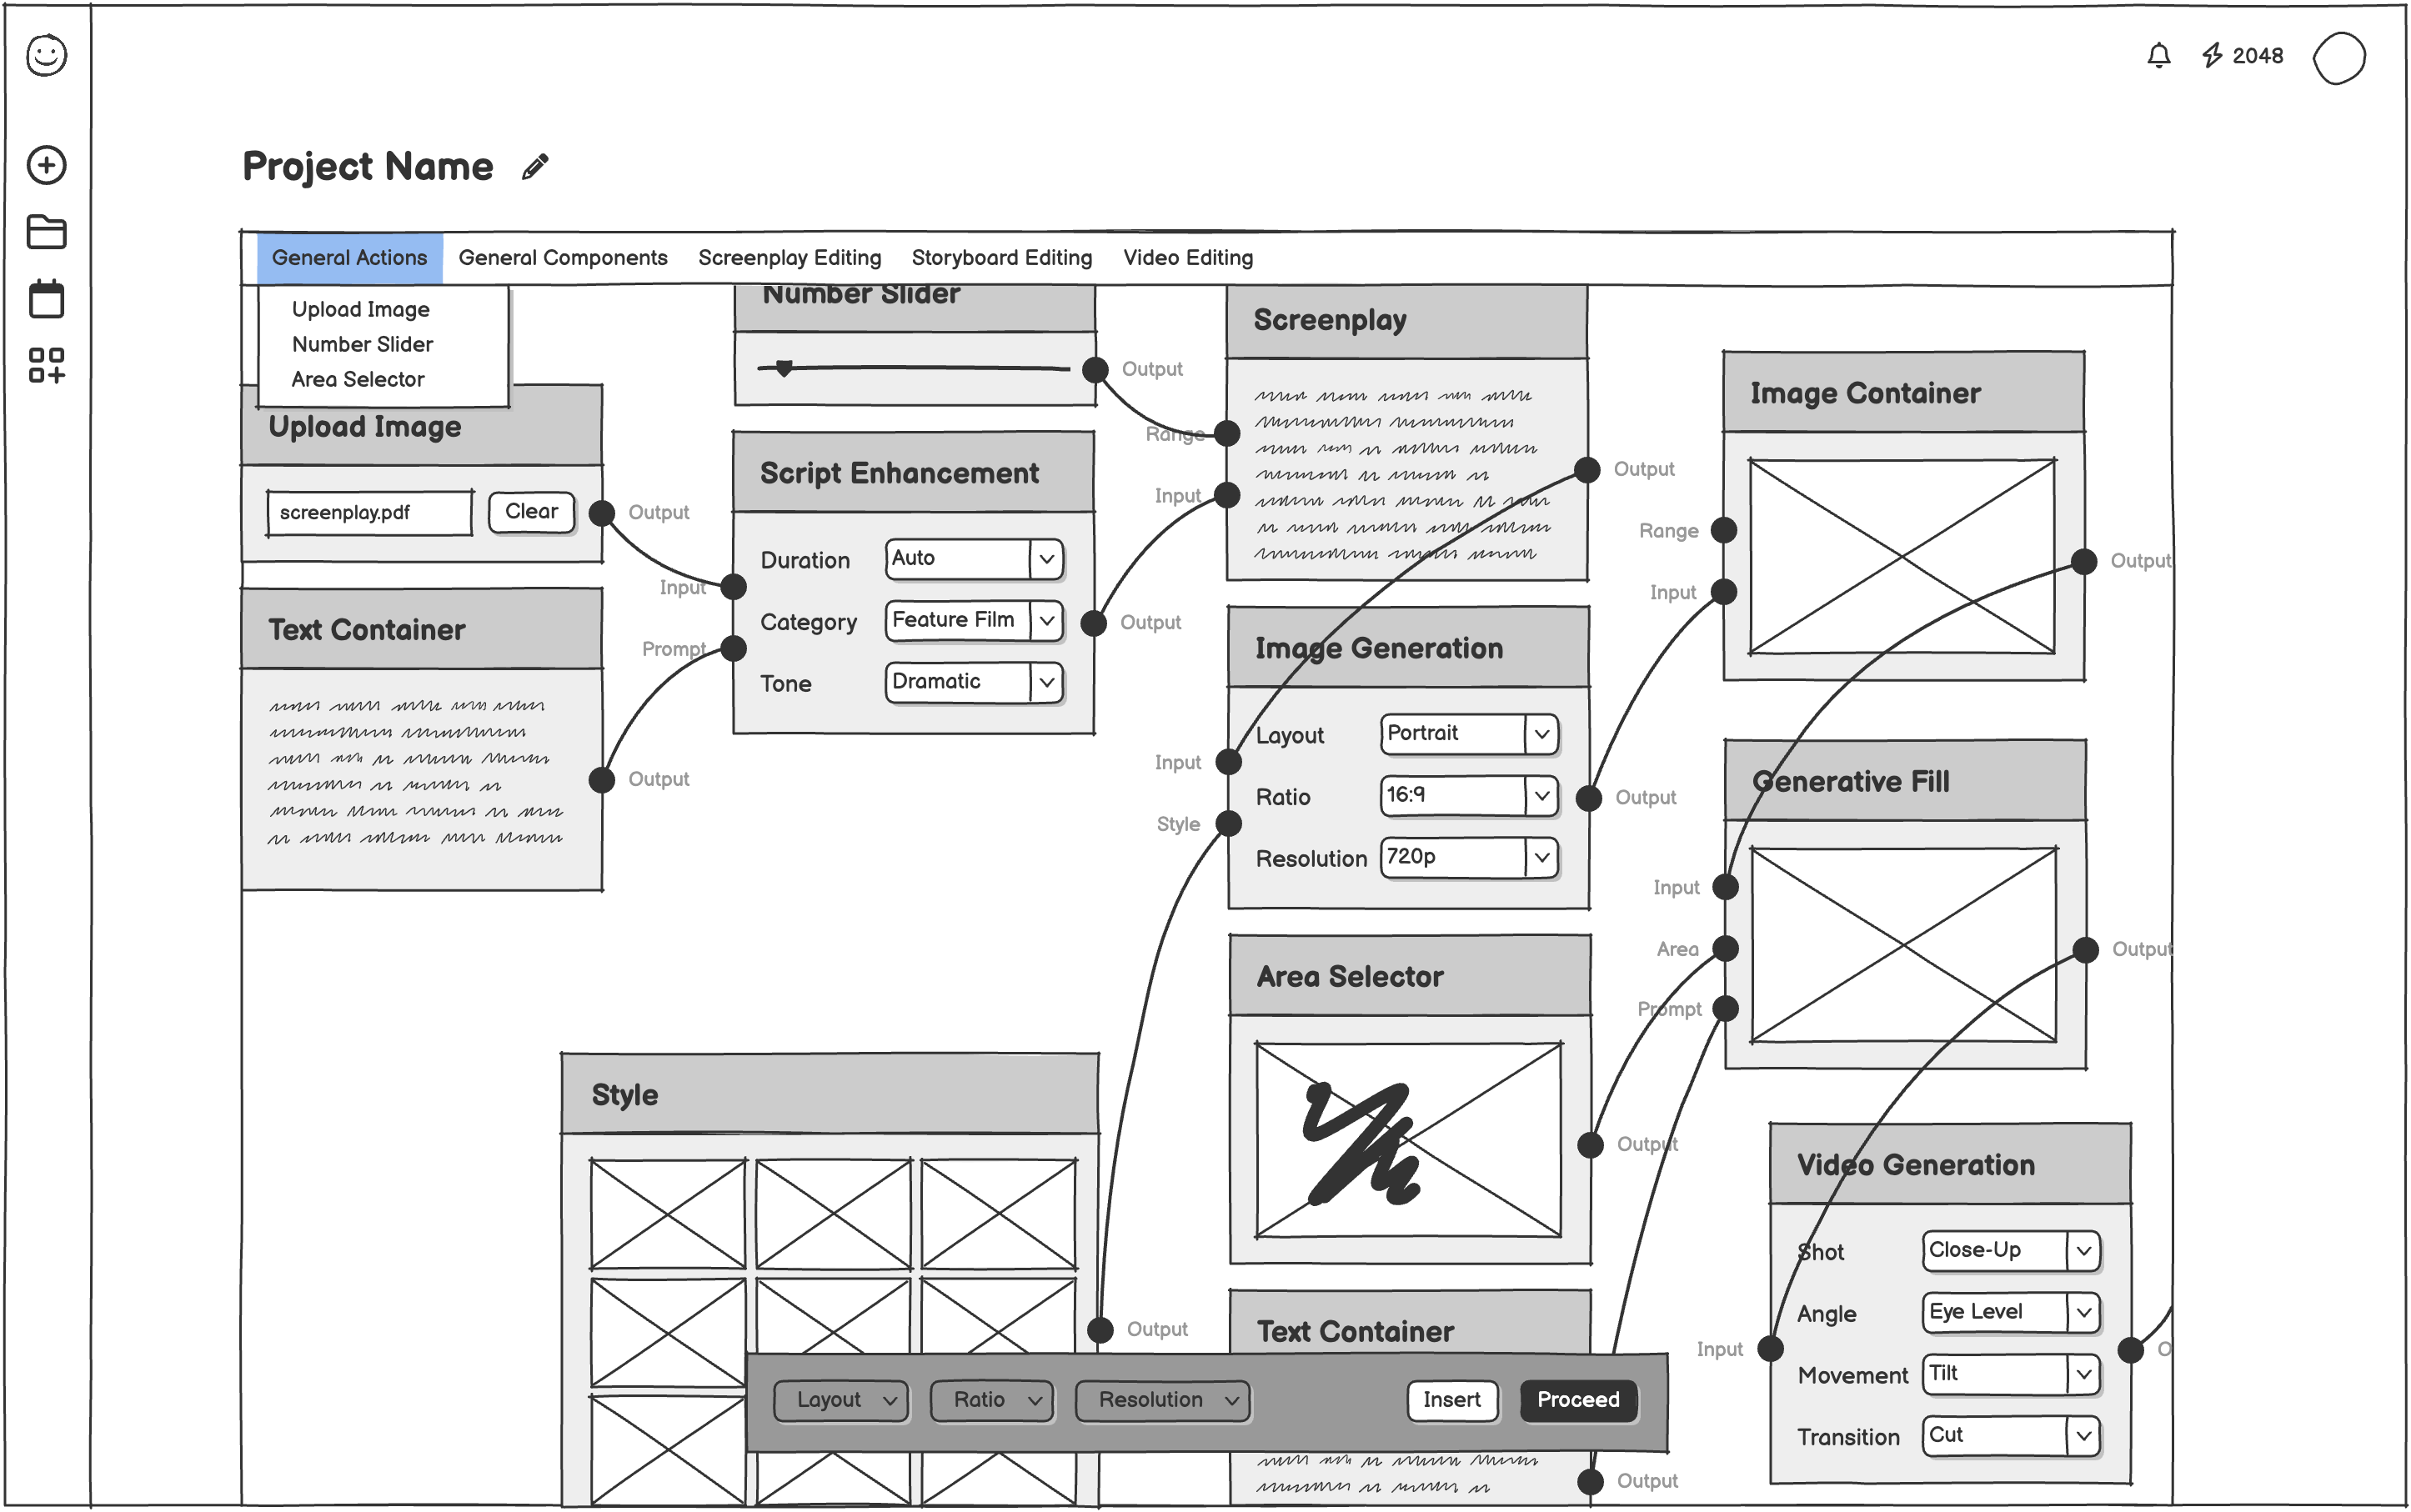 2048
Project Name
General Actions General Components Screenplay Editing Storyboard Editing Video Editing
Upload Image
Number Slider
Area Selector
Upload Image
screenplay.pdf Clear
Output
Text Container
Output
Number Slider
Output
Script Enhancement
Input
Prompt
Duration Auto
Category Feature Film
Tone Dramatic
Output
Style
Output
Screenplay
Range
Input
Output
Image Generation
Input
Style
Layout Portrait
Ratio 16:9
Resolution 720p
Output
Area Selector
Output
Text Container
Output
Image Container
Range
Input
Output
Generative Fill
Input
Area
Prompt
Output
Video Generation
Input
Shot Close-Up
Angle Eye Level
Movement Tilt
Transition Cut
O
Layout Ratio Resolution Insert Proceed